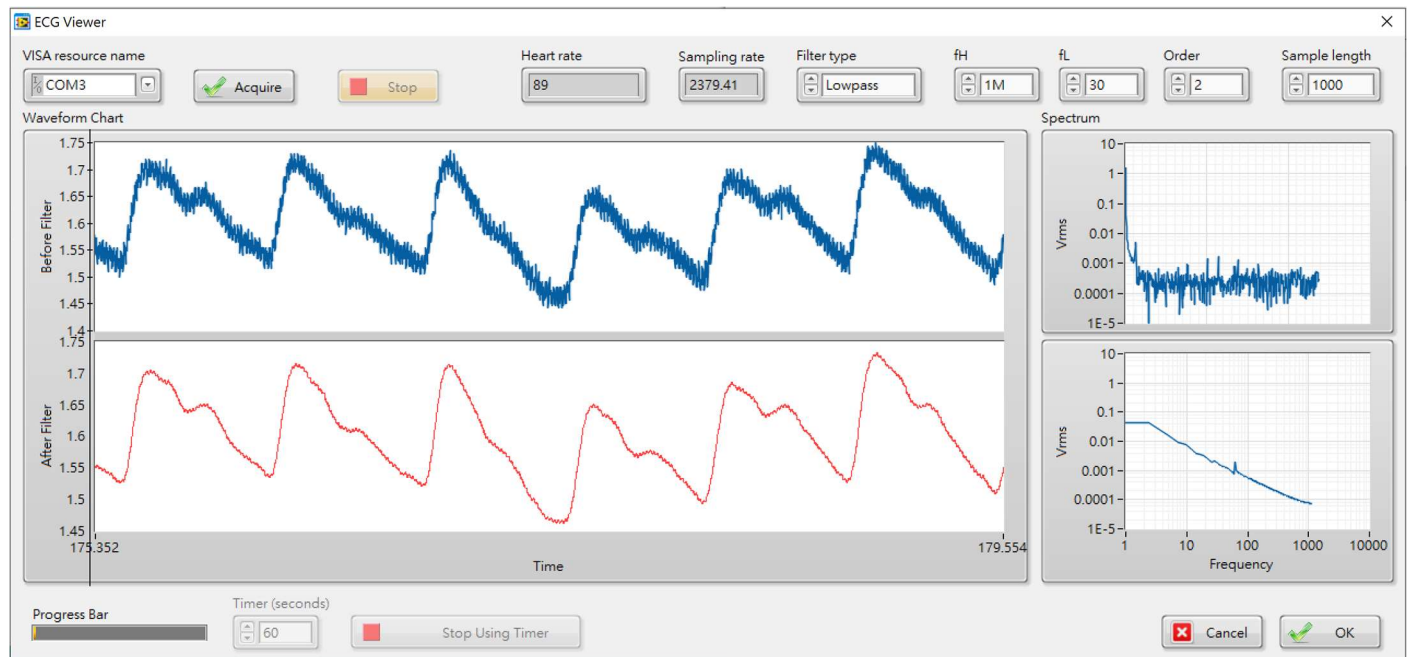 ECG Viewer
VISA resource name
COM3
Acquire
Stop
Heart rate
89
Sampling rate
2379.41
Filter type
Lowpass
fH
1M
fL
30
Order
2
Sample length
1000
Waveform Chart
Before Filter
1.75
1.7
1.65
1.6
1.55
1.5
1.45
1.4
After Filter
1.75
1.7
1.65
1.6
1.55
1.5
1.45
175.352
179.554
Time
Spectrum
Vrms
10
1
0.1
0.01
0.001
0.0001
1E-5
Vrms
10
1
0.1
0.01
0.001
0.0001
1E-5
1 10 100 1000 10000
Frequency
Progress Bar
Timer (seconds)
60
Stop Using Timer
Cancel
OK